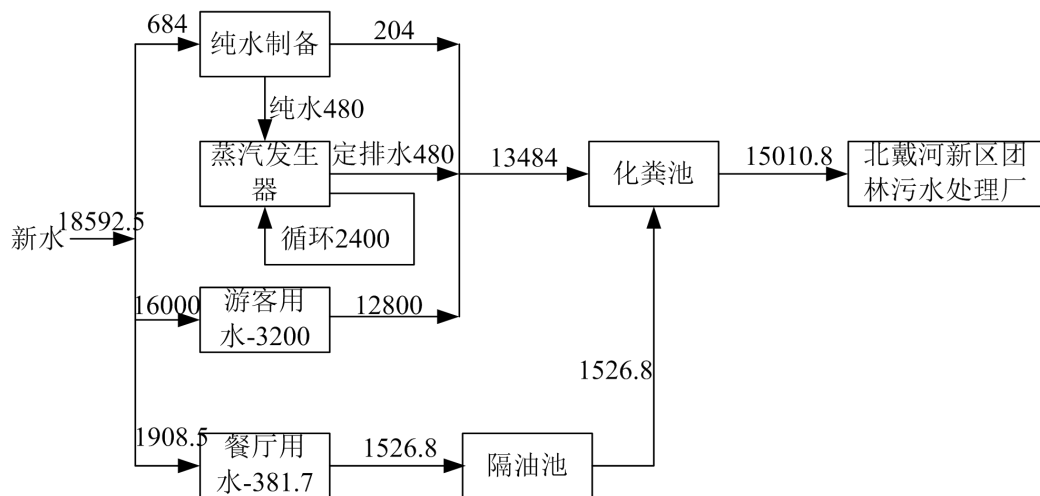 684
纯水制备
204
纯水480
蒸汽发生
器
定排水480
13484
化粪池
15010.8
北戴河新区团
林污水处理厂
新水
18592.5
循环2400
16000
游客用
水-3200
12800
1526.8
1908.5
餐厅用
水-381.7
1526.8
隔油池